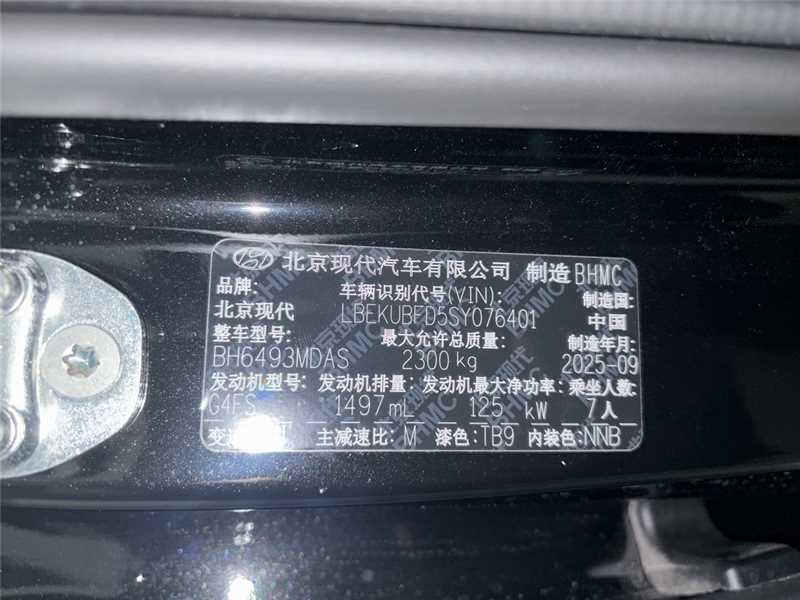 北京现代汽车有限公司 制造 BHMC
品牌: 车辆识别代号(VIN): 制造国:
北京现代 LBEKUBFD5SY076401 中国
整车型号: 最大允许总质量: 制造年月:
BH6493MDAS 2300kg 2025-09
发动机型号: 发动机排量: 发动机最大净功率: 乘坐人数:
G4FS 1497mL 125 kW 7人
变 主减速比: M 漆色: TB9 内装色: NNB